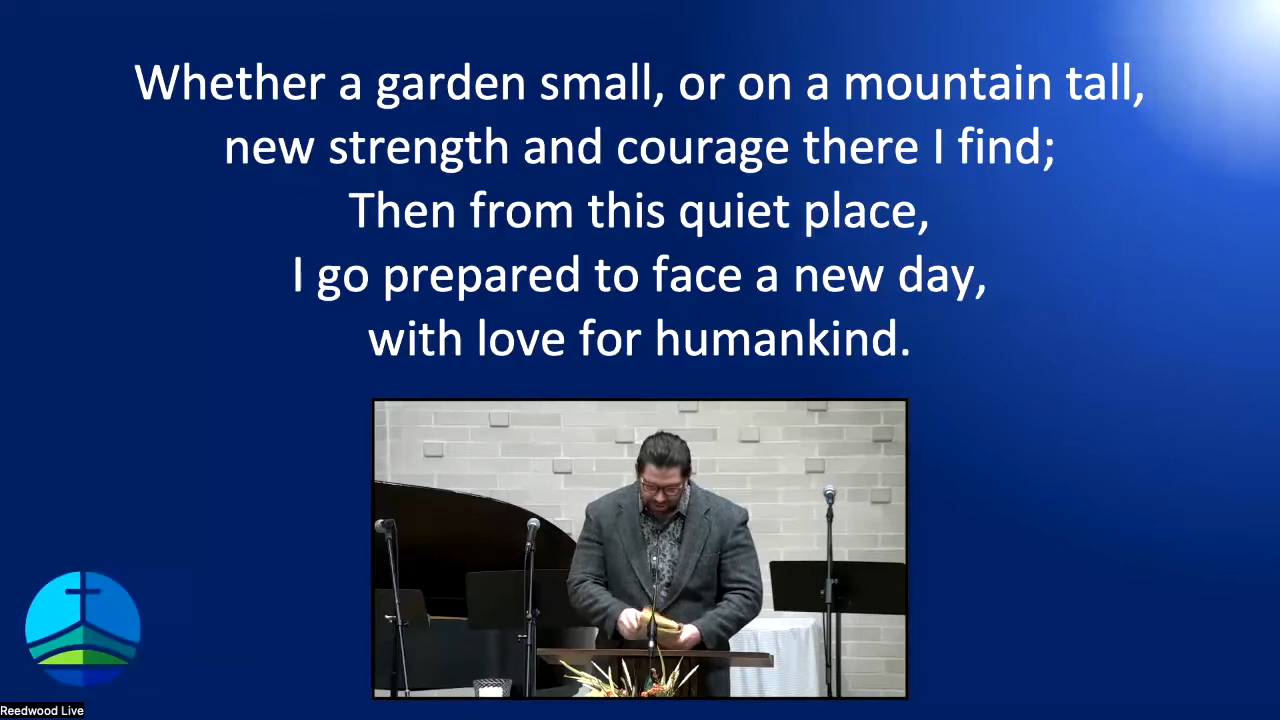 Whether a garden small, or on a mountain tall,
new strength and courage there I find;
Then from this quiet place,
I go prepared to face a new day,
with love for humankind.
Reedwood Live